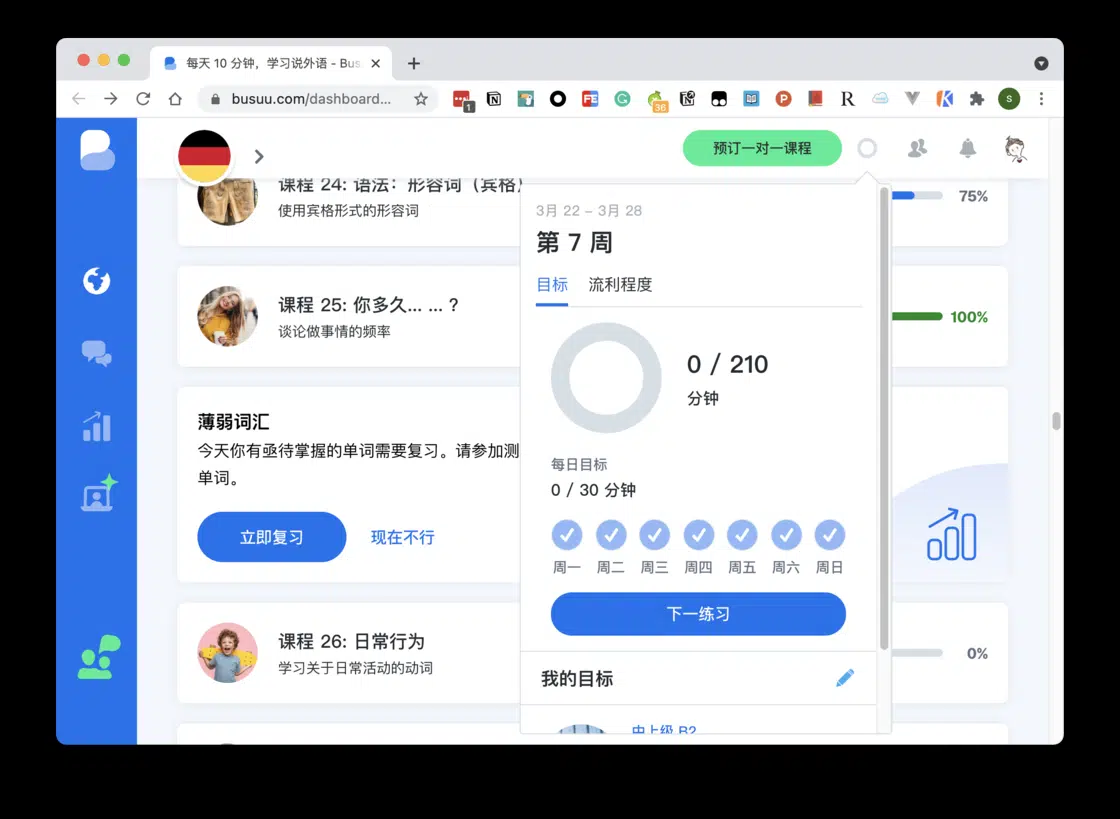 每天 10 分钟，学习说外语 - Bus
busuu.com/dashboard...
1
36
FE
P
R
K
S
预订一对一课程
课程 24: 语法：形容词（宾格）
使用宾格形式的形容词
75%
课程 25: 你多久... ... ?
谈论做事情的频率
100%
薄弱词汇
今天你有亟待掌握的单词需要复习。请参加测
单词。
立即复习
现在不行
课程 26: 日常行为
学习关于日常活动的动词
0%
3月 22 – 3月 28
第 7 周
目标
流利程度
0 / 210
分钟
每日目标
0 / 30 分钟
周一 周二 周三 周四 周五 周六 周日
下一练习
我的目标
中上级 B2